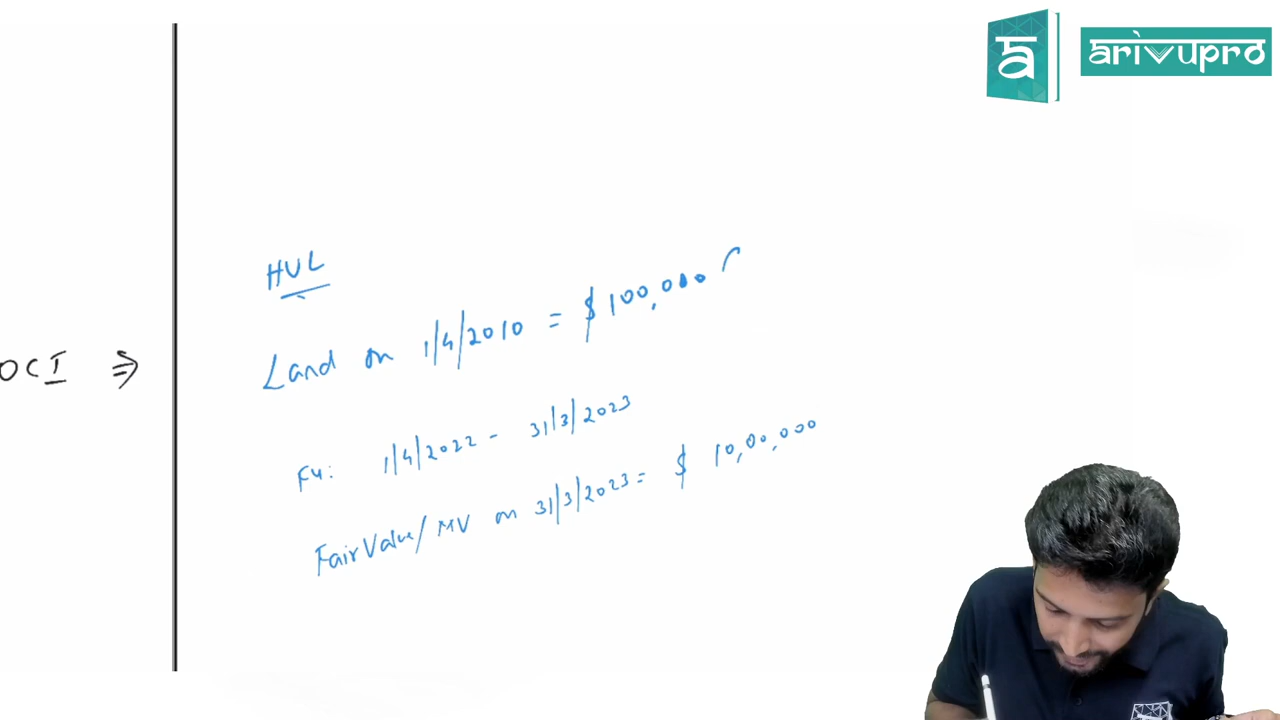 arivupro
HUL
Land on 1/4/2010 = $ 100,000
OCI ⇒
FY: 1/4/2022 - 31/3/2023
Fair Value/MV on 31/3/2023 = $ 10,00,000